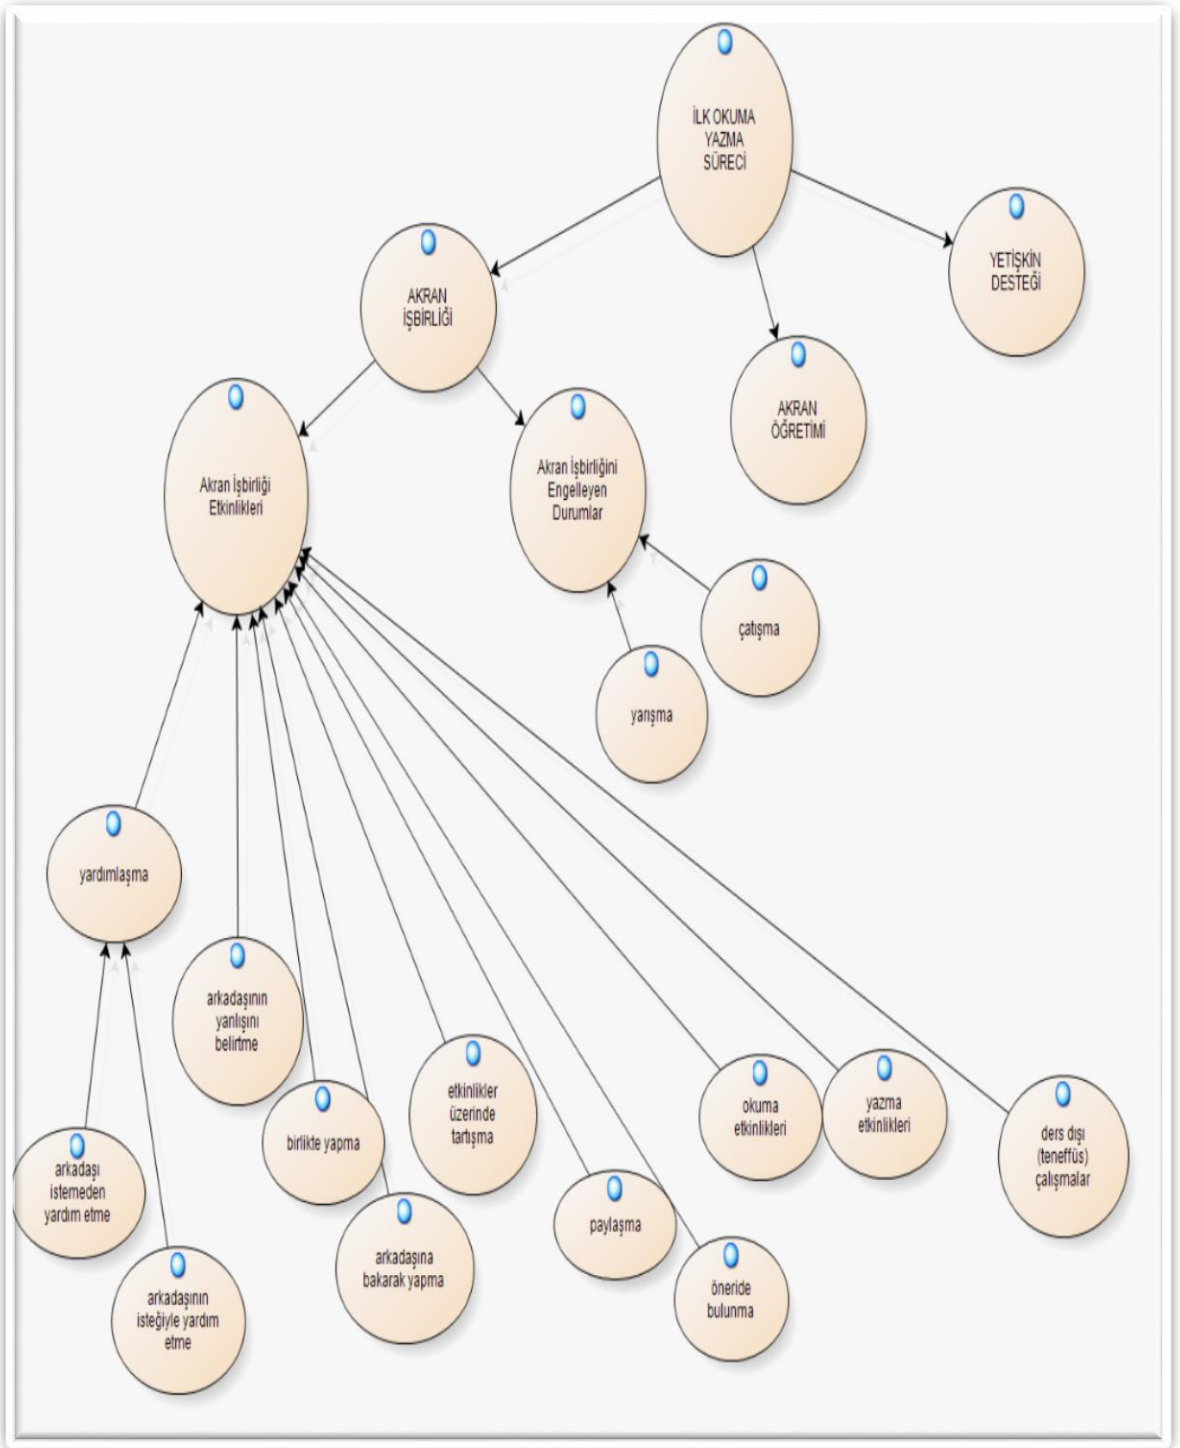 İLK OKUMA
YAZMA
SÜRECİ
YETİŞKİN
DESTEĞİ
AKRAN
İŞBİRLİĞİ
AKRAN
ÖĞRETİMİ
Akran İşbirliği
Etkinlikleri
Akran İşbirliğini
Engelleyen
Durumlar
çatışma
yarışma
yardımlaşma
arkadaşının
yanlışını
belirtme
birlikte yapma
etkinlikler
üzerinde
tartışma
okuma
etkinlikleri
yazma
etkinlikleri
ders dışı
(teneffüs)
çalışmalar
arkadaşı
istemeden
yardım etme
arkadaşının
isteğiyle yardım
etme
arkadaşına
bakarak yapma
paylaşma
öneride
bulunma